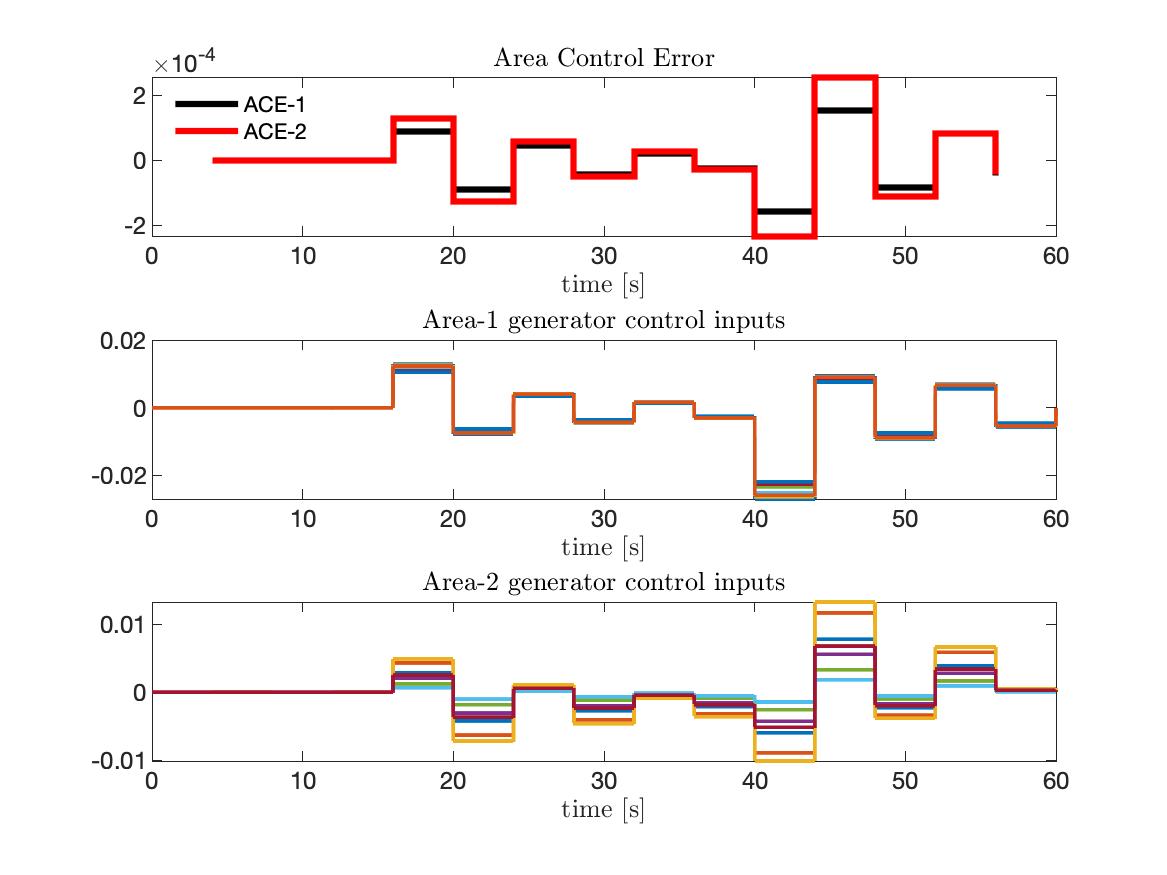 Area Control Error
×10-4
2
0
-2
ACE-1
ACE-2
0 10 20 30 40 50 60
time [s]
Area-1 generator control inputs
0.02
0
-0.02
0 10 20 30 40 50 60
time [s]
Area-2 generator control inputs
0.01
0
-0.01
0 10 20 30 40 50 60
time [s]